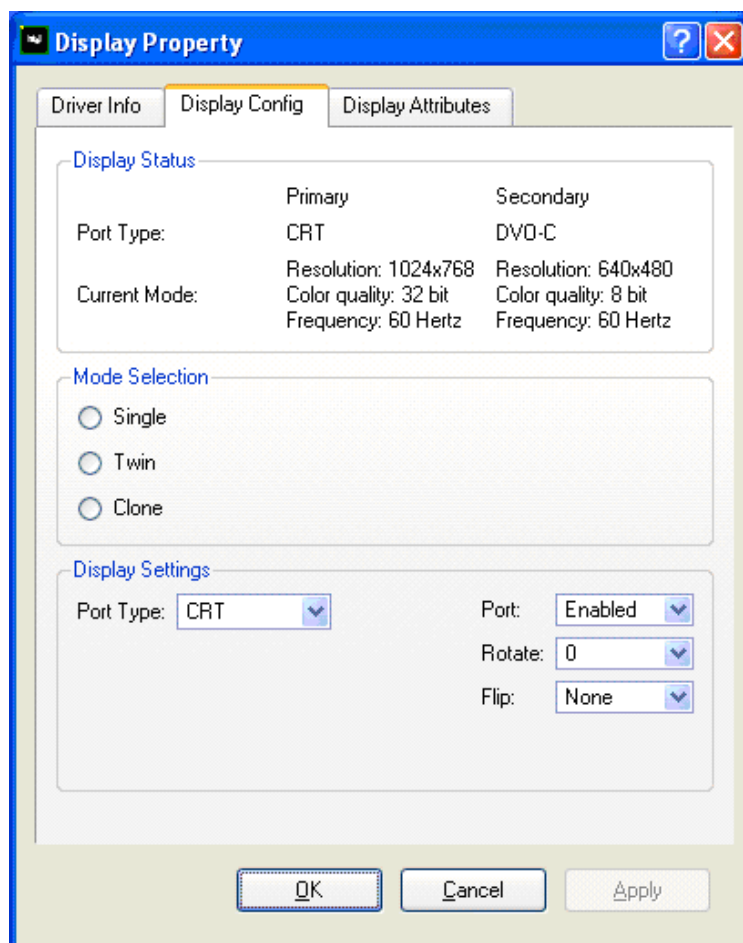 Display Property
Driver Info Display Config Display Attributes
Display Status
Primary Secondary
Port Type: CRT DVO-C
Resolution: 1024x768 Resolution: 640x480
Current Mode: Color quality: 32 bit Color quality: 8 bit
Frequency: 60 Hertz Frequency: 60 Hertz
Mode Selection
Single
Twin
Clone
Display Settings
Port Type: CRT Port: Enabled
Rotate: 0
Flip: None
OK Cancel Apply